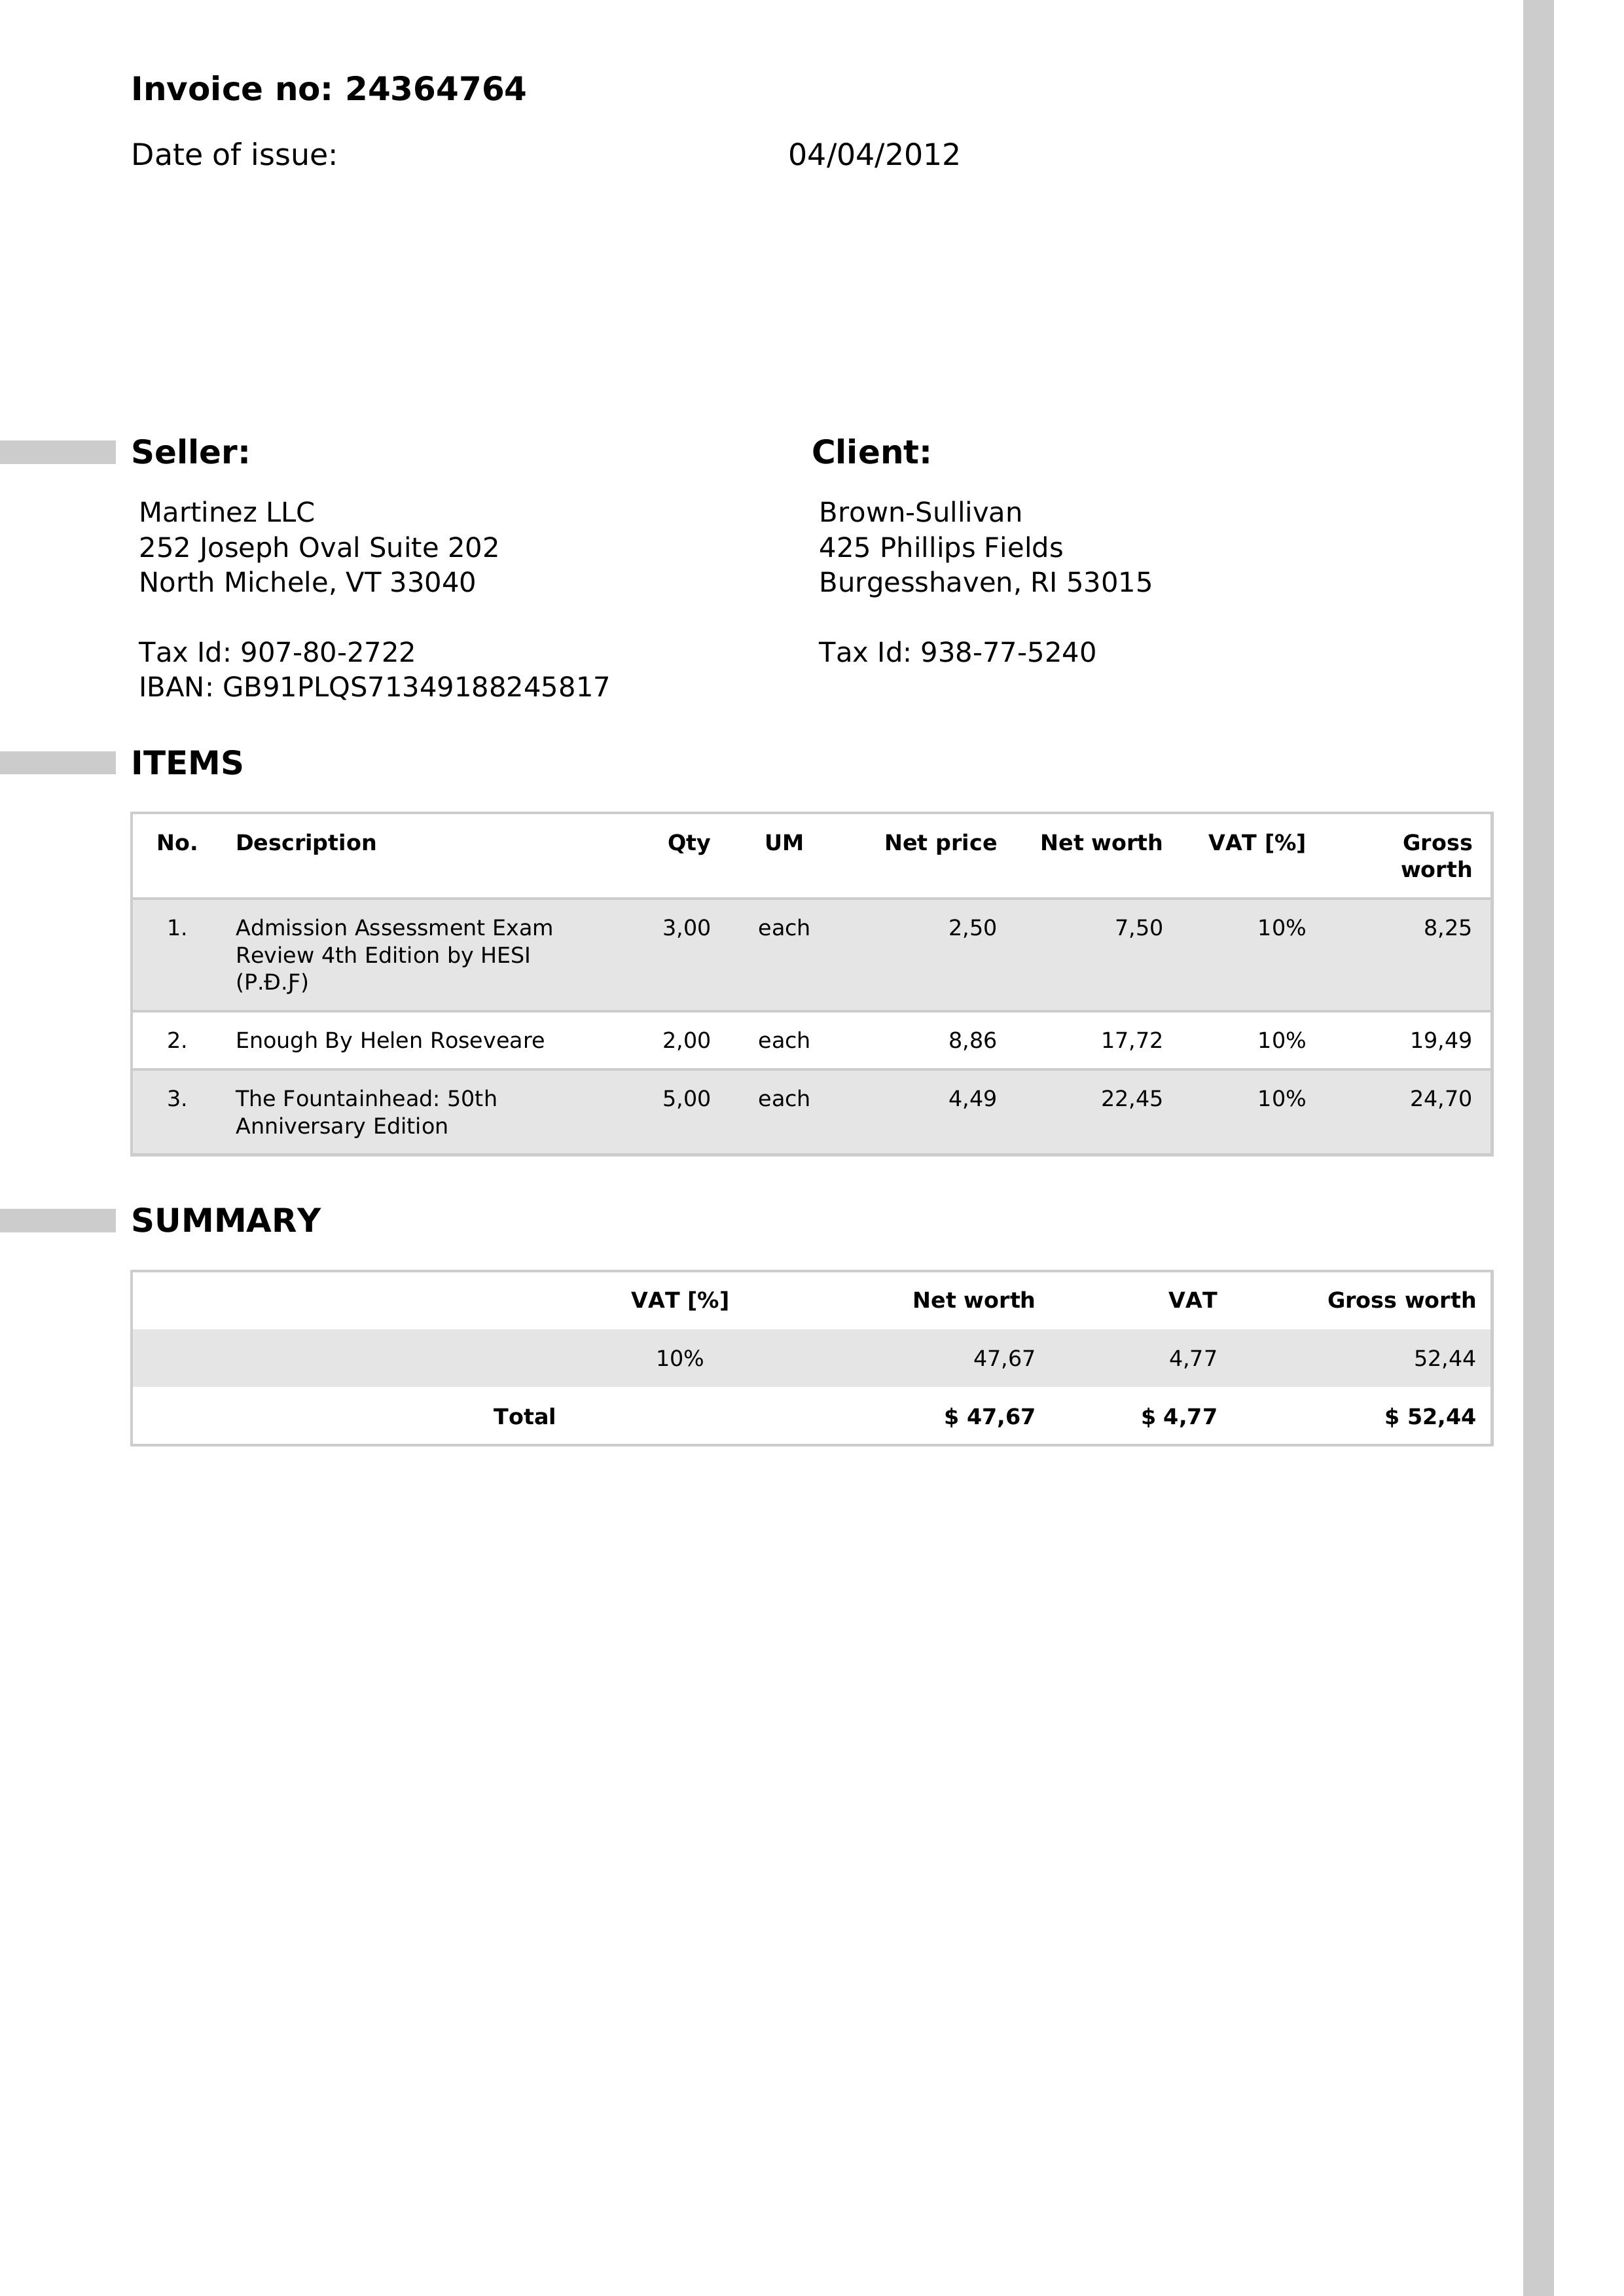 Invoice no: 24364764
Date of issue: 04/04/2012
Seller:
Martinez LLC
252 Joseph Oval Suite 202
North Michele, VT 33040
Tax Id: 907-80-2722
IBAN: GB91PLQS71349188245817
Client:
Brown-Sullivan
425 Phillips Fields
Burgesshaven, RI 53015
Tax Id: 938-77-5240
ITEMS
No. Description Qty UM Net price Net worth VAT [%] Gross
worth
1. Admission Assessment Exam 3,00 each 2,50 7,50 10% 8,25
Review 4th Edition by HESI
(P.Ð.Ƒ)
2. Enough By Helen Roseveare 2,00 each 8,86 17,72 10% 19,49
3. The Fountainhead: 50th 5,00 each 4,49 22,45 10% 24,70
Anniversary Edition
SUMMARY
VAT [%] Net worth VAT Gross worth
10% 47,67 4,77 52,44
Total $ 47,67 $ 4,77 $ 52,44